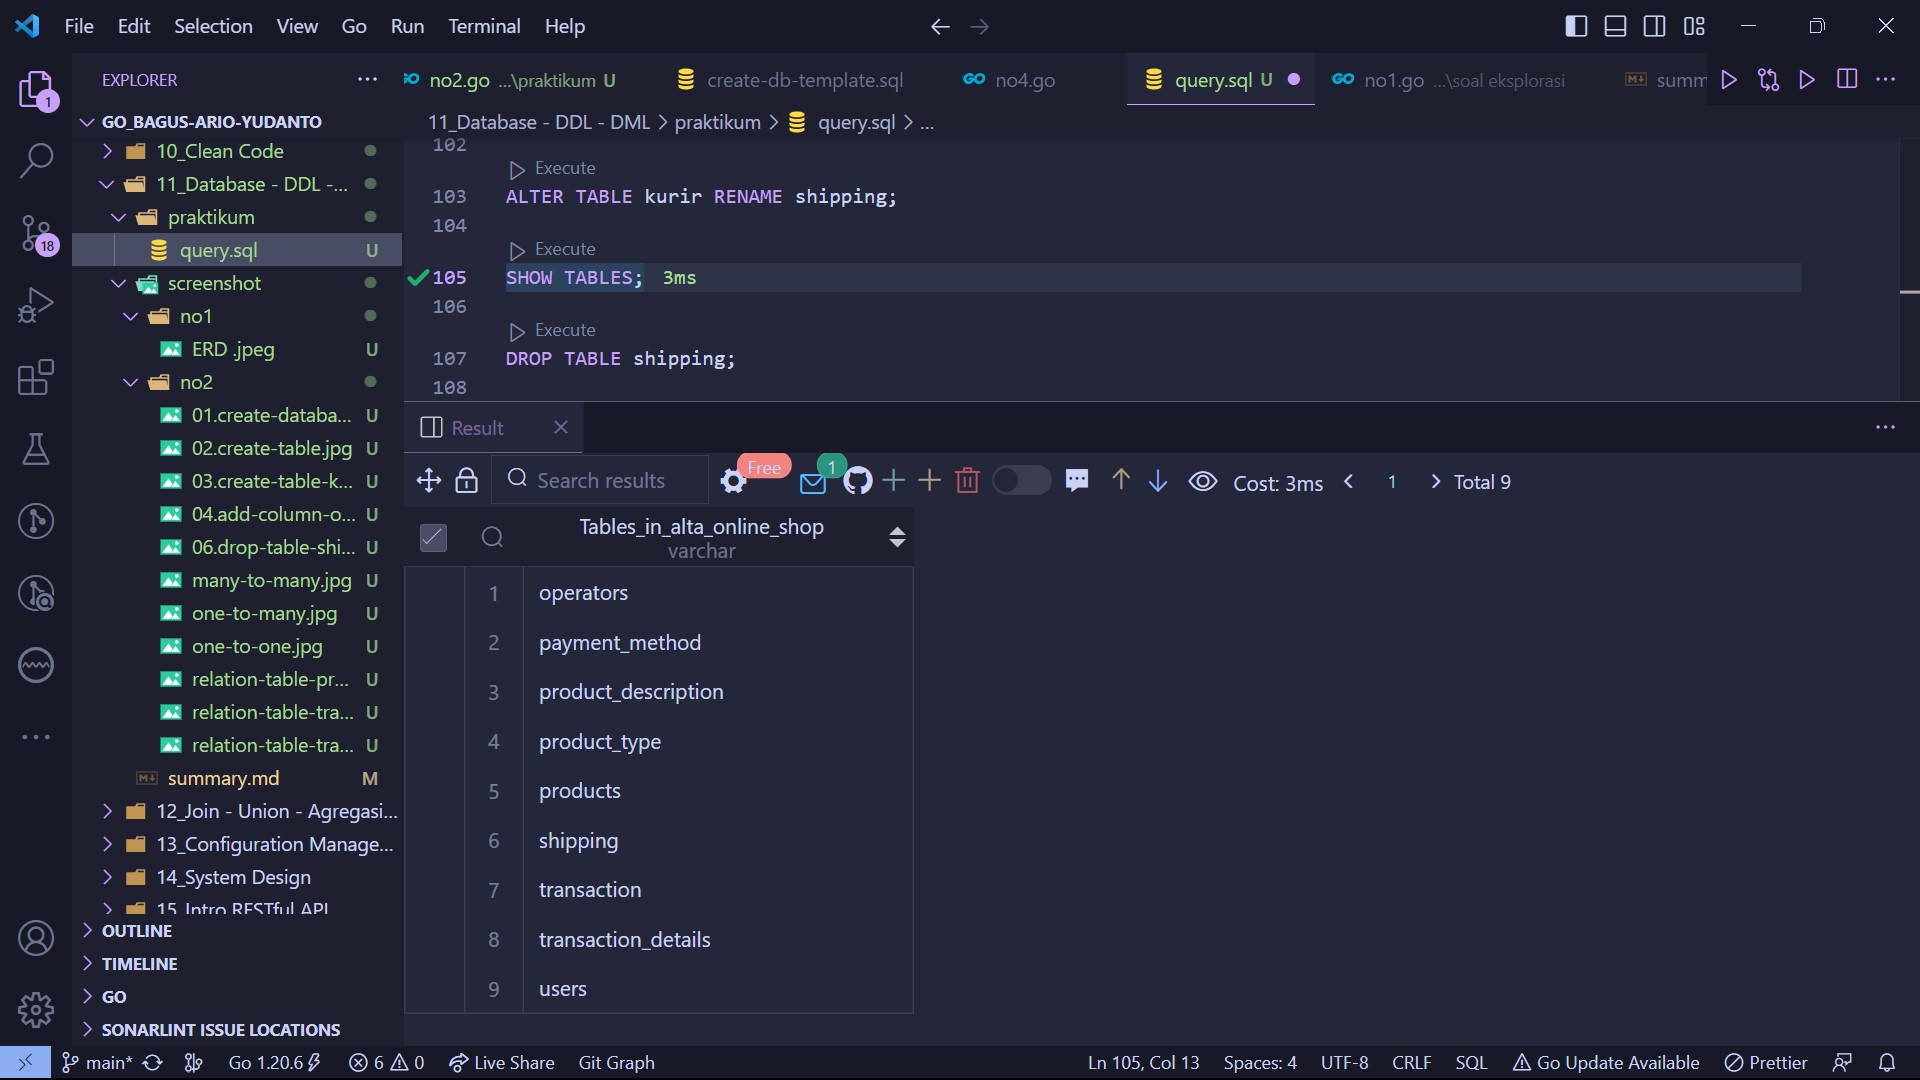 File Edit Selection View Go Run Terminal Help
EXPLORER
1
GO_BAGUS-ARIO-YUDANTO
10_Clean Code
11_Database - DDL -...
praktikum
query.sql U
18
screenshot
no1
ERD .jpeg U
no2
01.create-databa... U
02.create-table.jpg U
03.create-table-k... U
04.add-column-o... U
06.drop-table-shi... U
many-to-many.jpg U
one-to-many.jpg U
one-to-one.jpg U
relation-table-pr... U
relation-table-tra... U
relation-table-tra... U
summary.md M
12_Join - Union - Agregasi...
13_Configuration Manage...
14_System Design
15_Intro RESTful API
OUTLINE
TIMELINE
GO
SONARLINT ISSUE LOCATIONS
no2.go ...\praktikum U create-db-template.sql no4.go query.sql U no1.go ...\soal eksplorasi summ
11_Database - DDL - DML > praktikum > query.sql > ...
102
Execute
103 ALTER TABLE kurir RENAME shipping;
104
Execute
105 SHOW TABLES; 3ms
106
Execute
107 DROP TABLE shipping;
108
Result
Search results Free 1 Cost: 3ms < 1 > Total 9
Tables_in_alta_online_shop
varchar
1 operators
2 payment_method
3 product_description
4 product_type
5 products
6 shipping
7 transaction
8 transaction_details
9 users
main* Go 1.20.6 6 0 Live Share Git Graph Ln 105, Col 13 Spaces: 4 UTF-8 CRLF SQL Go Update Available Prettier